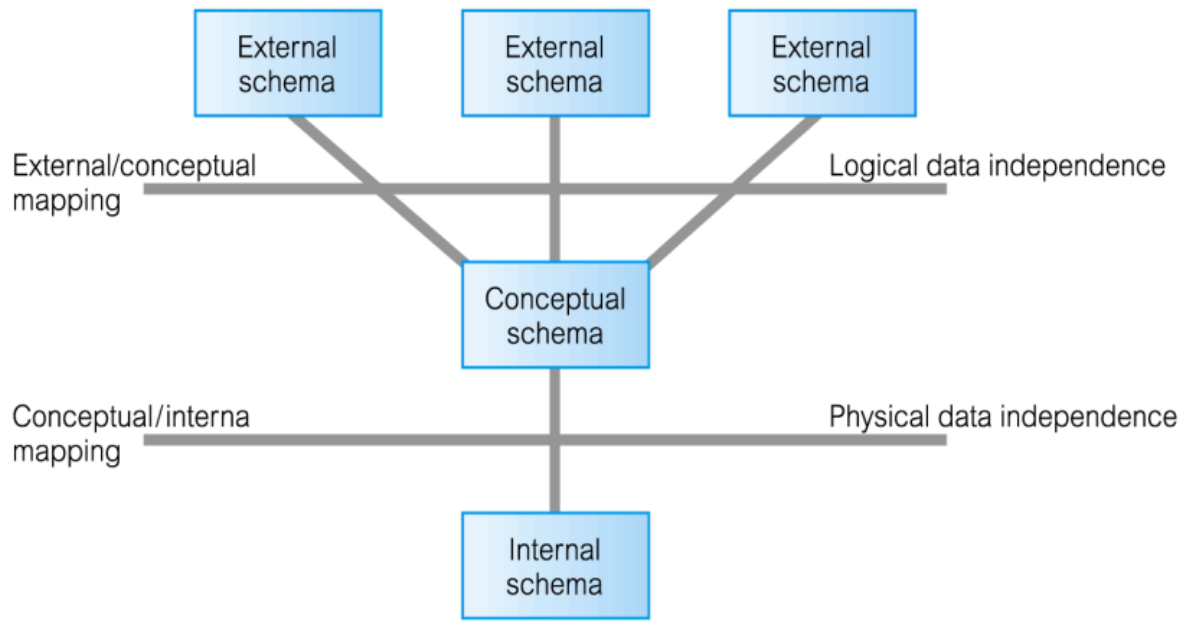 External
schema
External
schema
External
schema
External/conceptual
mapping
Logical data independence
Conceptual
schema
Conceptual/interna
mapping
Physical data independence
Internal
schema